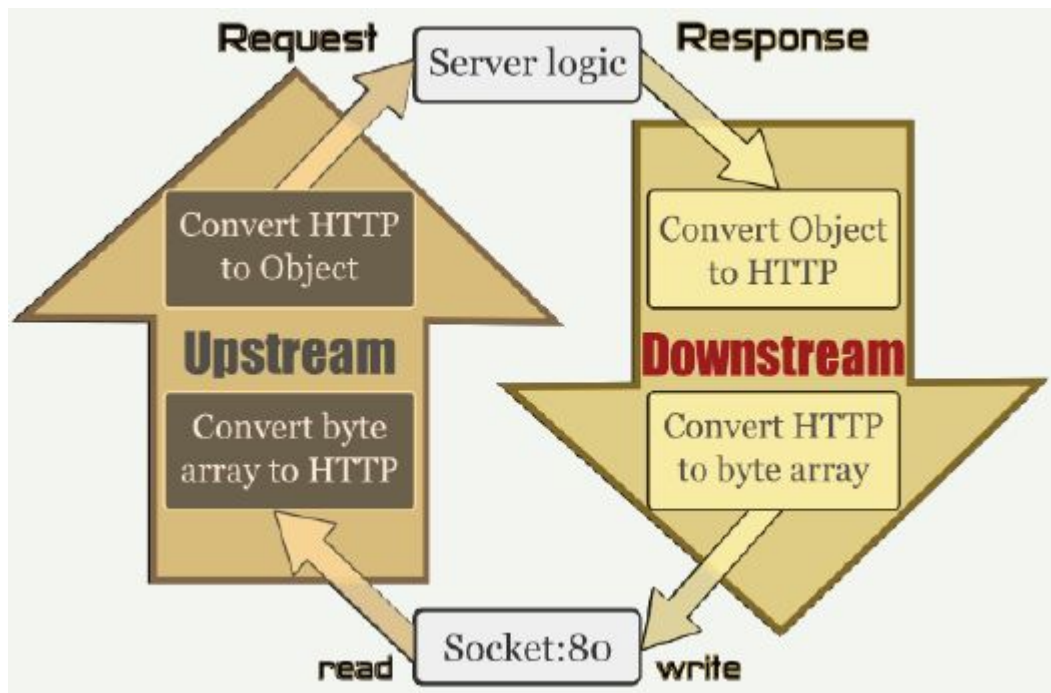 Request
Server logic
Response
Convert HTTP
to Object
Upstream
Convert byte
array to HTTP
Convert Object
to HTTP
Downstream
Convert HTTP
to byte array
read
Socket:80
write